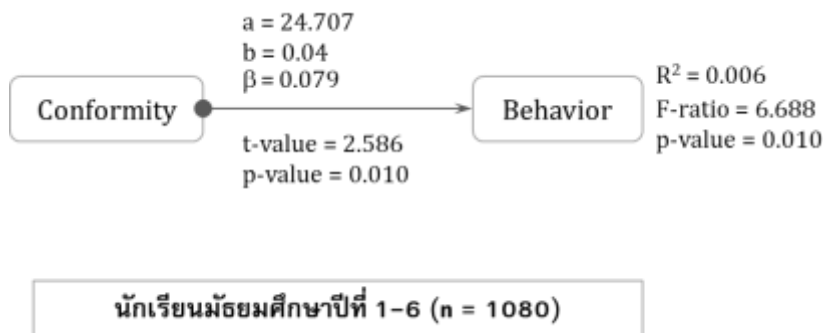 a = 24.707
b = 0.04
β = 0.079
Conformity
Behavior
t-value = 2.586
p-value = 0.010
R² = 0.006
F-ratio = 6.688
p-value = 0.010
นักเรียนมัธยมศึกษาปีที่ 1-6 (n = 1080)